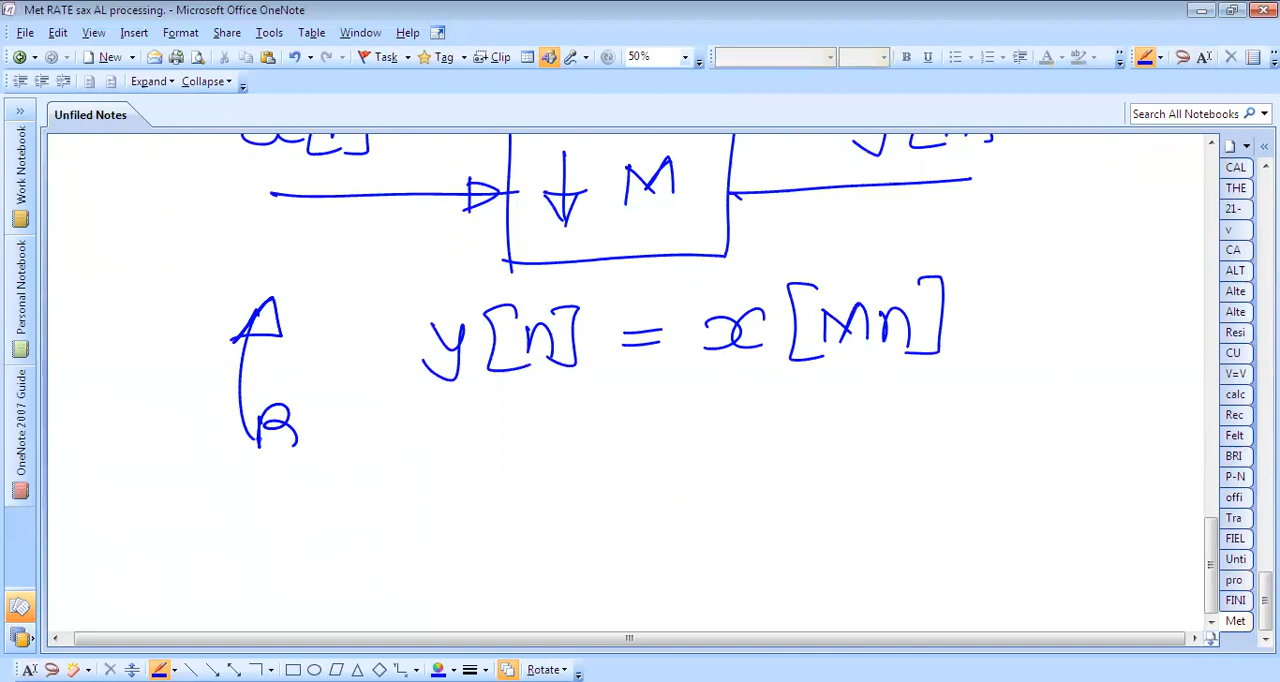 Met RATE sax AL processing. - Microsoft Office OneNote
File Edit View Insert Format Share Tools Table Window Help
New Task Tag Clip 50% B U A
Expand Collapse
Unfiled Notes
Search All Notebooks
Work Notebook
Personal Notebook
OneNote 2007 Guide
M
y[n] = x[Mn]
R
CAL
THE
21-
v
CA
ALT
Alte
Alte
Resi
CU
V=V
calc
Rec
Felt
BRI
P-N
offi
Tra
FIEL
Unti
pro
FINI
Met
Rotate